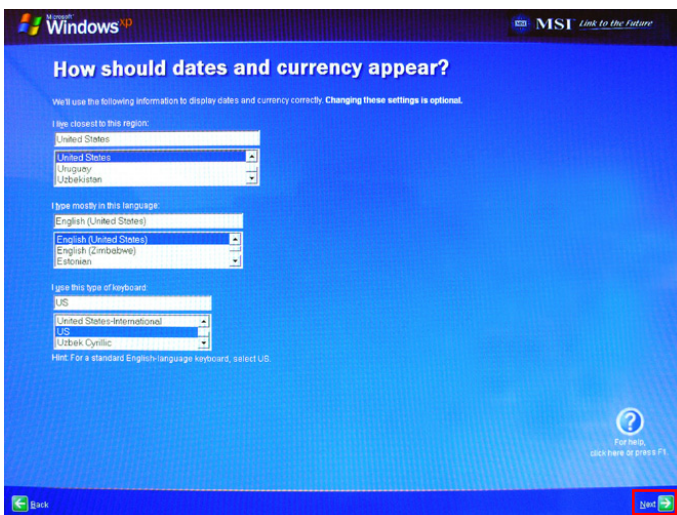 Microsoft
Windows xp
MSI Link to the Future
How should dates and currency appear?
We'll use the following information to display dates and currency correctly. Changing these settings is optional.
I live closest to this region:
United States
United States
Uruguay
Uzbekistan
I type mostly in this language:
English (United States)
English (United States)
English (Zimbabwe)
Estonian
I use this type of keyboard:
US
United States-International
US
Uzbek Cyrillic
Hint: For a standard English-language keyboard, select US.
?
For help,
click here or press F1.
Back
Next